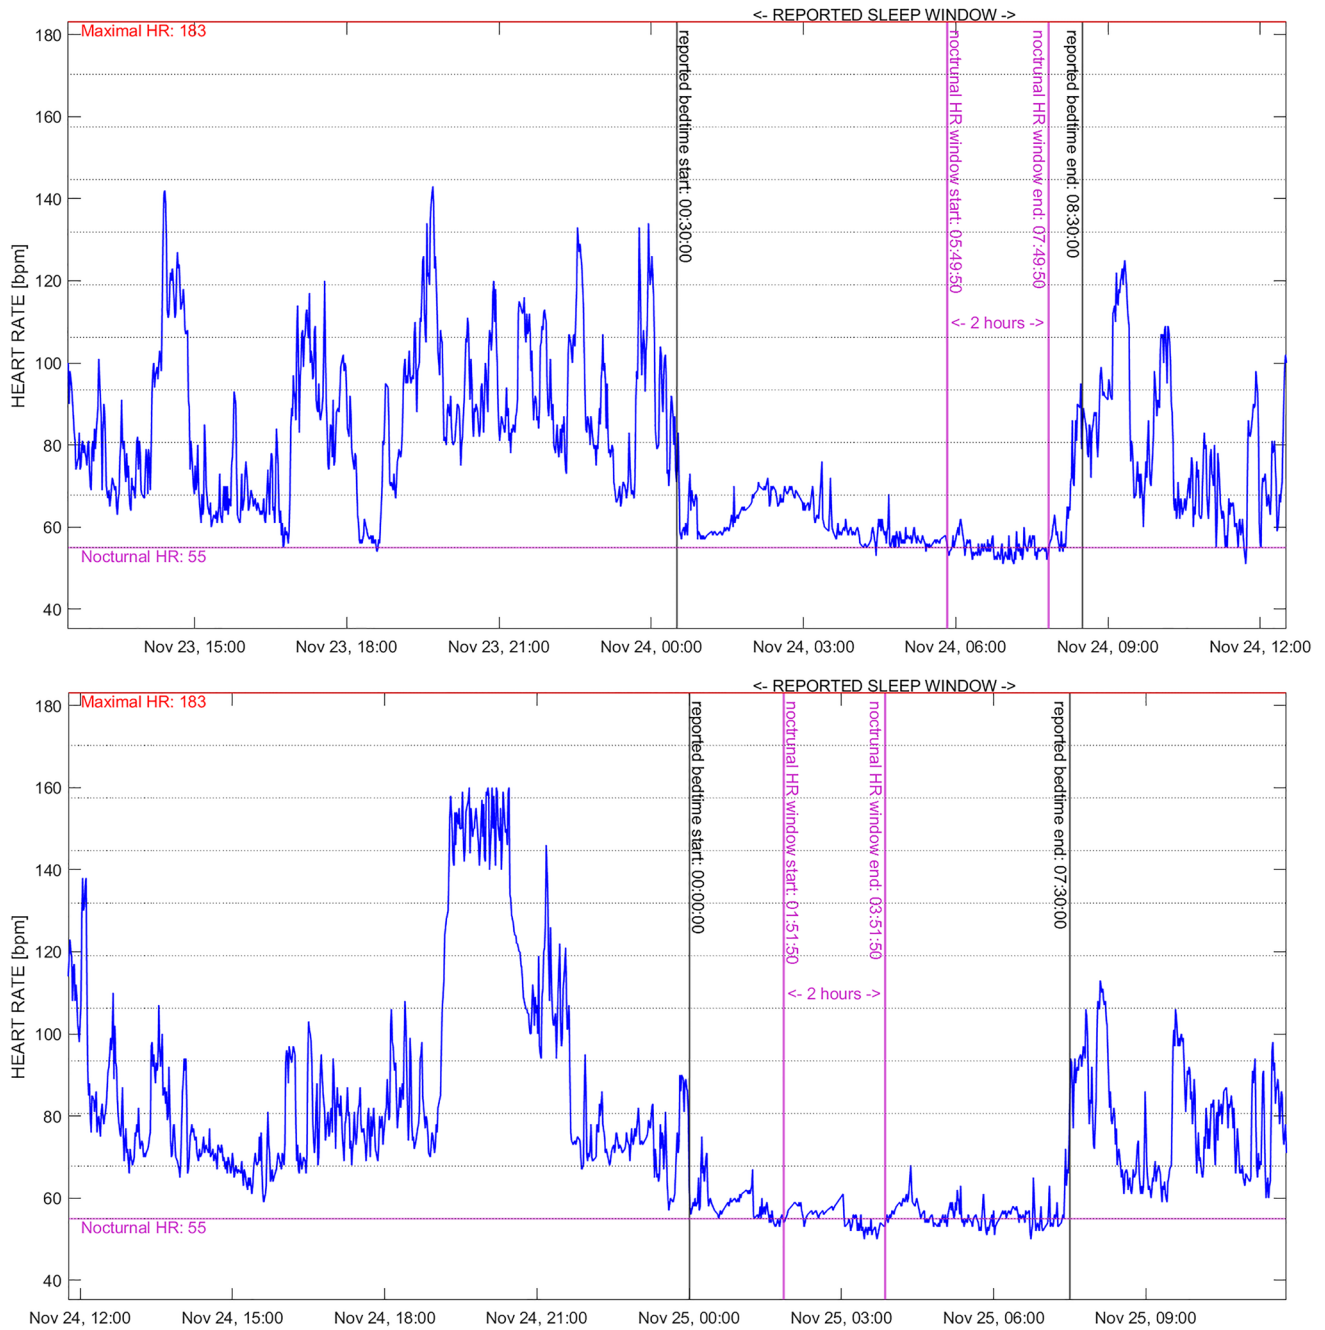 <- REPORTED SLEEP WINDOW ->
Maximal HR: 183
180
160
140
120
100
80
60
40
HEART RATE [bpm]
reported bedtime start: 00:30:00
noctrunal HR window start: 05:49:50
noctrunal HR window end: 07:49:50
reported bedtime end: 08:30:00
<- 2 hours ->
Nocturnal HR: 55
Nov 23, 15:00
Nov 23, 18:00
Nov 23, 21:00
Nov 24, 00:00
Nov 24, 03:00
Nov 24, 06:00
Nov 24, 09:00
Nov 24, 12:00
<- REPORTED SLEEP WINDOW ->
Maximal HR: 183
180
160
140
120
100
80
60
40
HEART RATE [bpm]
reported bedtime start: 00:00:00
noctrunal HR window start: 01:51:50
noctrunal HR window end: 03:51:50
reported bedtime end: 07:30:00
<- 2 hours ->
Nocturnal HR: 55
Nov 24, 12:00
Nov 24, 15:00
Nov 24, 18:00
Nov 24, 21:00
Nov 25, 00:00
Nov 25, 03:00
Nov 25, 06:00
Nov 25, 09:00